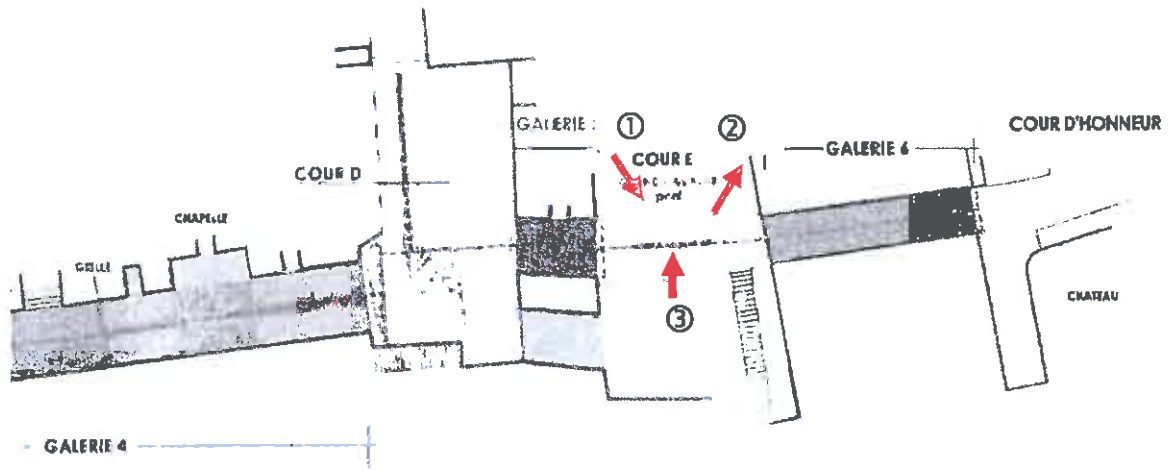 GALERIE :
①
②
COUR E
GALERIE 6
COUR D'HONNEUR
COUR D
CHAPELLE
GRILLE
CHATEAU
③
GALERIE 4